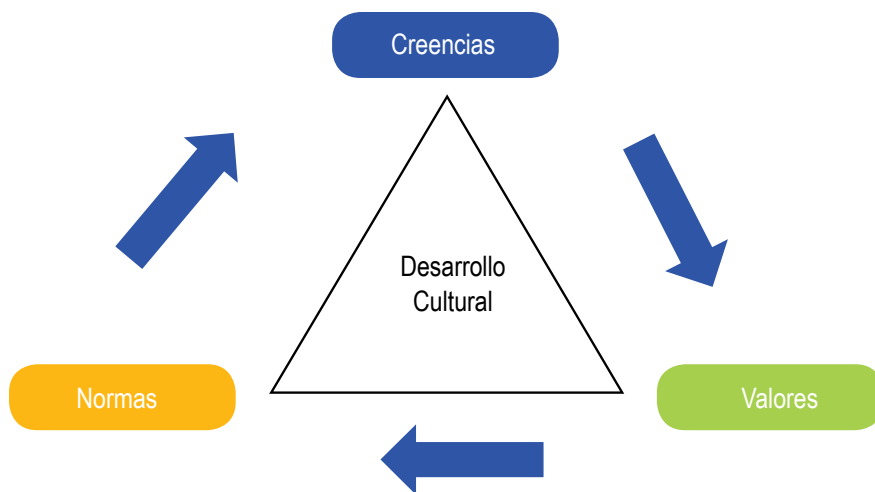 Creencias
Desarrollo
Cultural
Normas
Valores